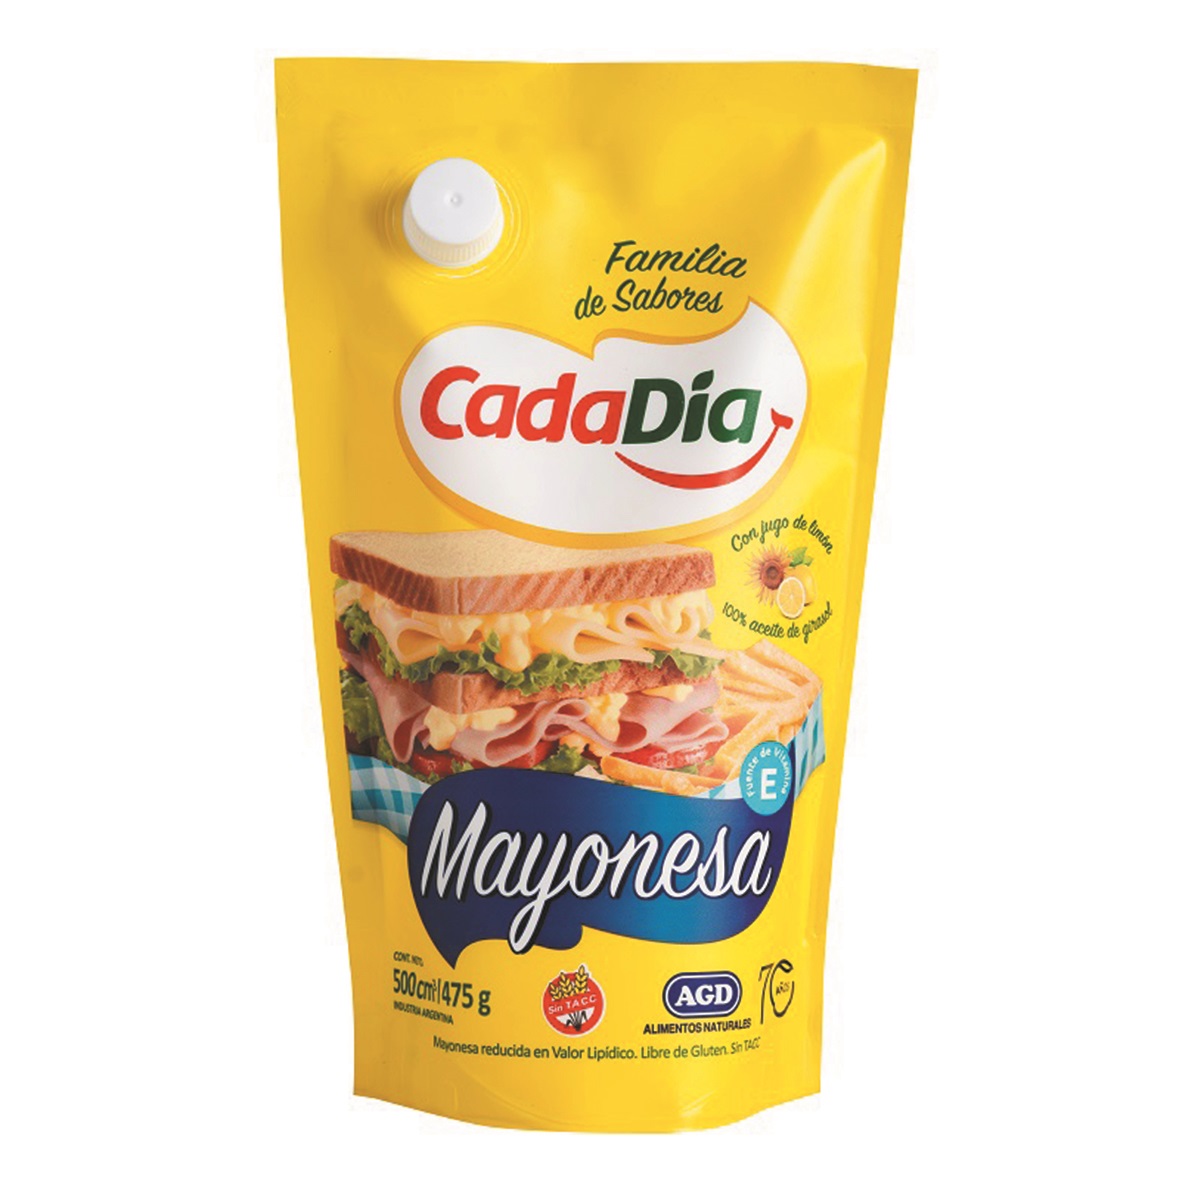 Familia
de Sabores
CadaDía
Con jugo de limón
100% aceite de girasol
Fuente de Vitamina
E
Mayonesa
CONT. NETO
500cm³/475 g
INDUSTRIA ARGENTINA
Sin TACC
AGD
ALIMENTOS NATURALES
70
AÑOS
Mayonesa reducida en Valor Lipídico. Libre de Gluten. Sin TACC